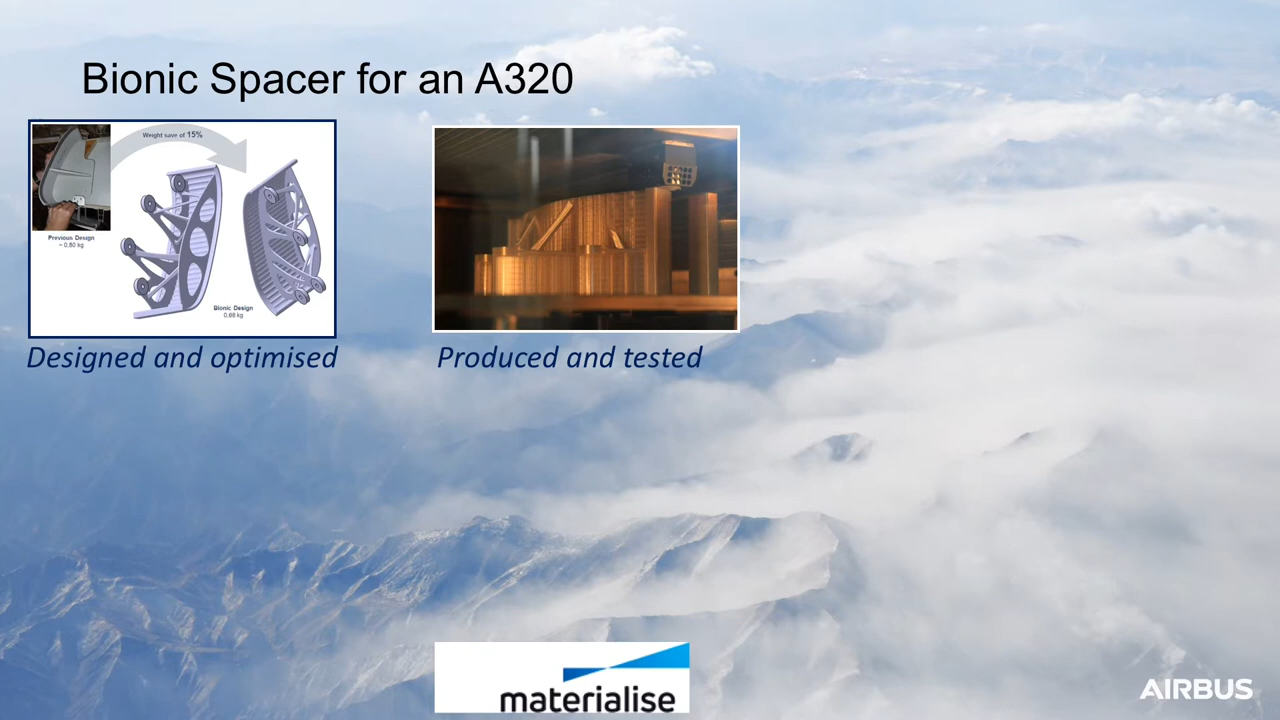 Bionic Spacer for an A320
Weight save of 15%
Previous Design
~ 0,80 kg
Bionic Design
0,68 kg
Designed and optimised
Produced and tested
materialise
AIRBUS